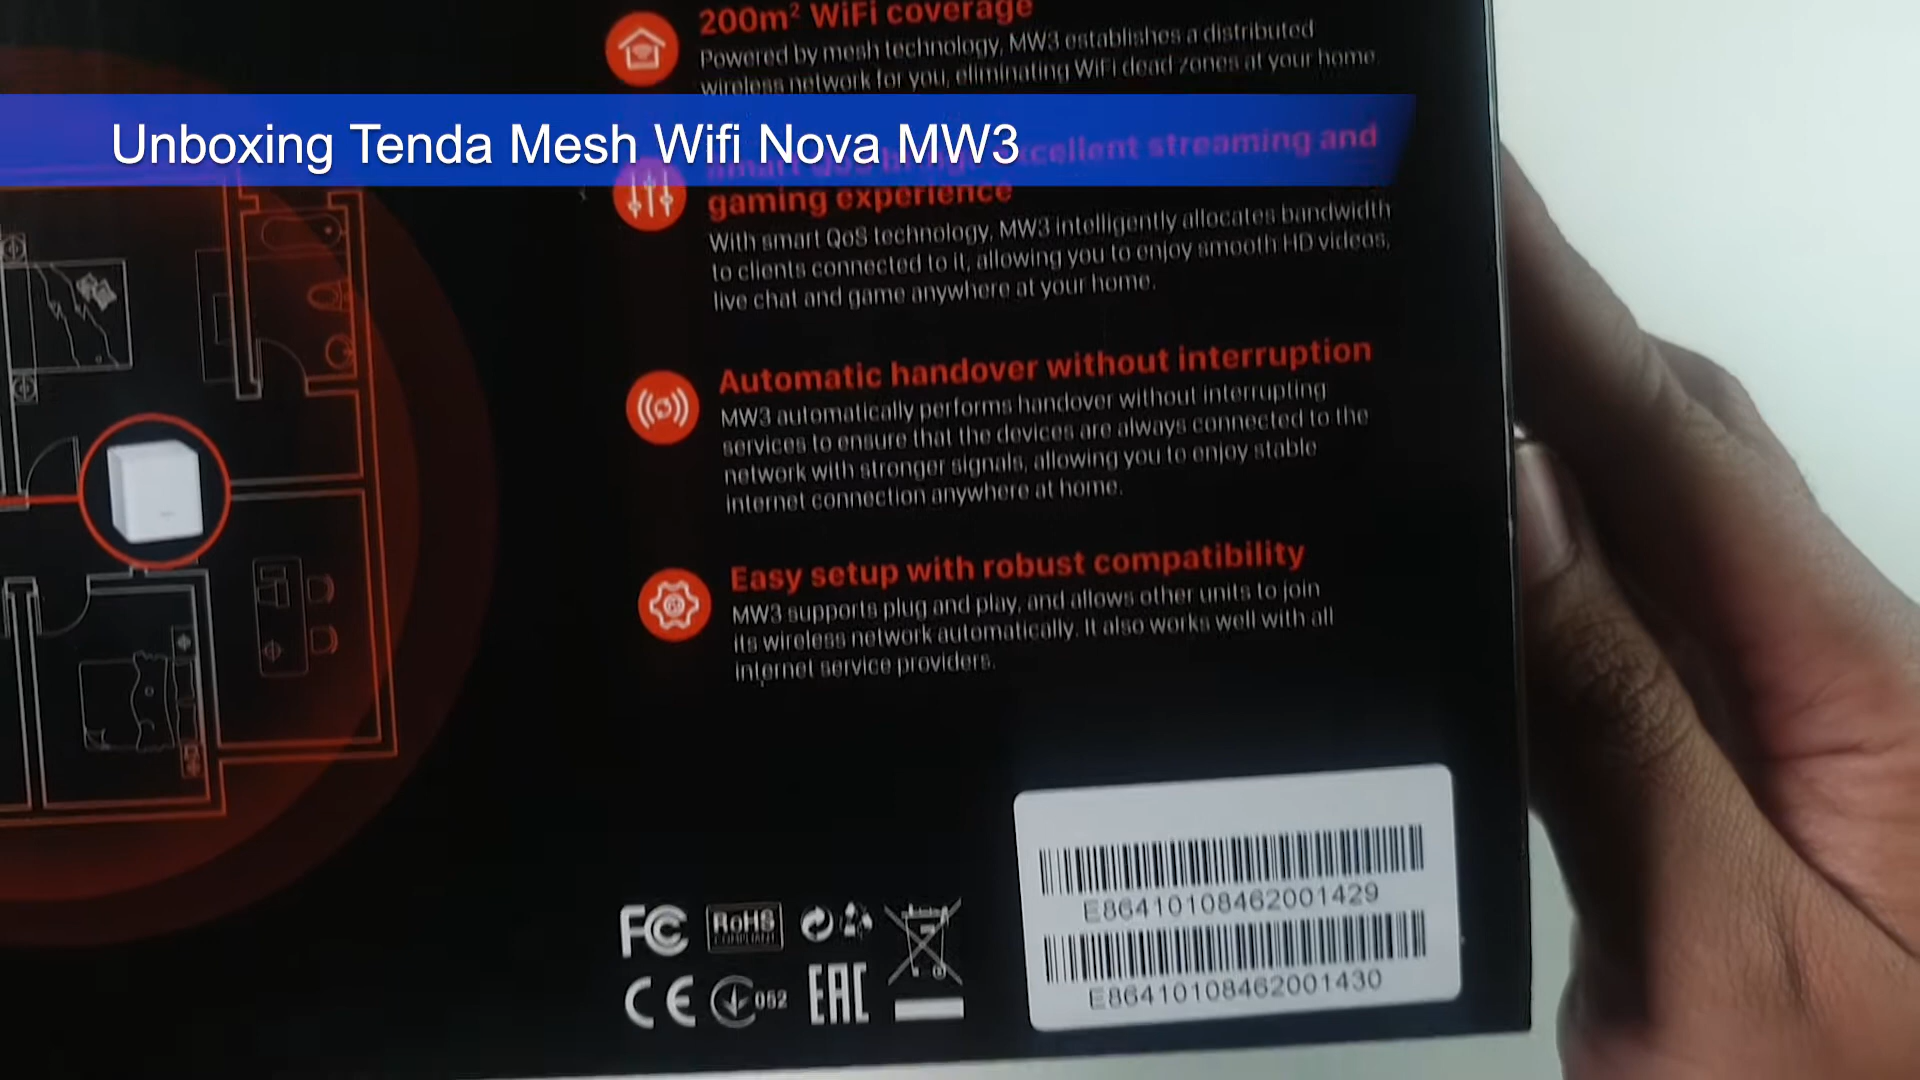 200m² WiFi coverage
Powered by mesh technology, MW3 establishes a distributed
wireless network for you, eliminating WiFi dead zones at your home.
Unboxing Tenda Mesh Wifi Nova MW3
excellent streaming and
gaming experience
With smart QoS technology, MW3 intelligently allocates bandwidth
to clients connected to it, allowing you to enjoy smooth HD videos,
live chat and game anywhere at your home.
Automatic handover without interruption
MW3 automatically performs handover without interrupting
services to ensure that the devices are always connected to the
network with stronger signals, allowing you to enjoy stable
internet connection anywhere at home.
Easy setup with robust compatibility
MW3 supports plug and play, and allows other units to join
its wireless network automatically. It also works well with all
internet service providers.
FC RoHS
COMPLIANT
CE 062 EAC
E86410108462001429
E86410108462001430